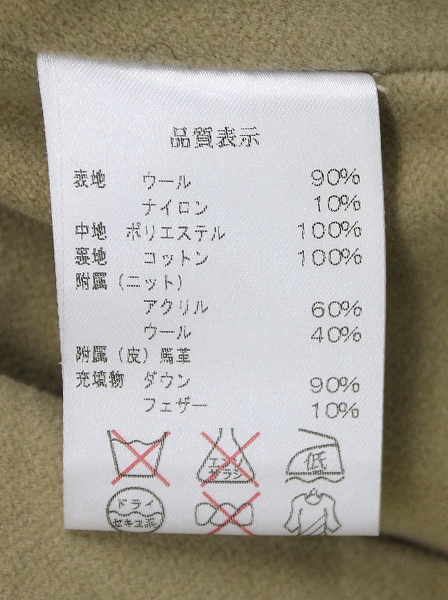 品質表示
表地 ウール 90%
ナイロン 10%
中地 ポリエステル 100%
裏地 コットン 100%
附属(ニット)
アクリル 60%
ウール 40%
附属(皮)馬革
充填物 ダウン 90%
フェザー 10%
エンソ
サラシ
低
ドライ
セキユ系